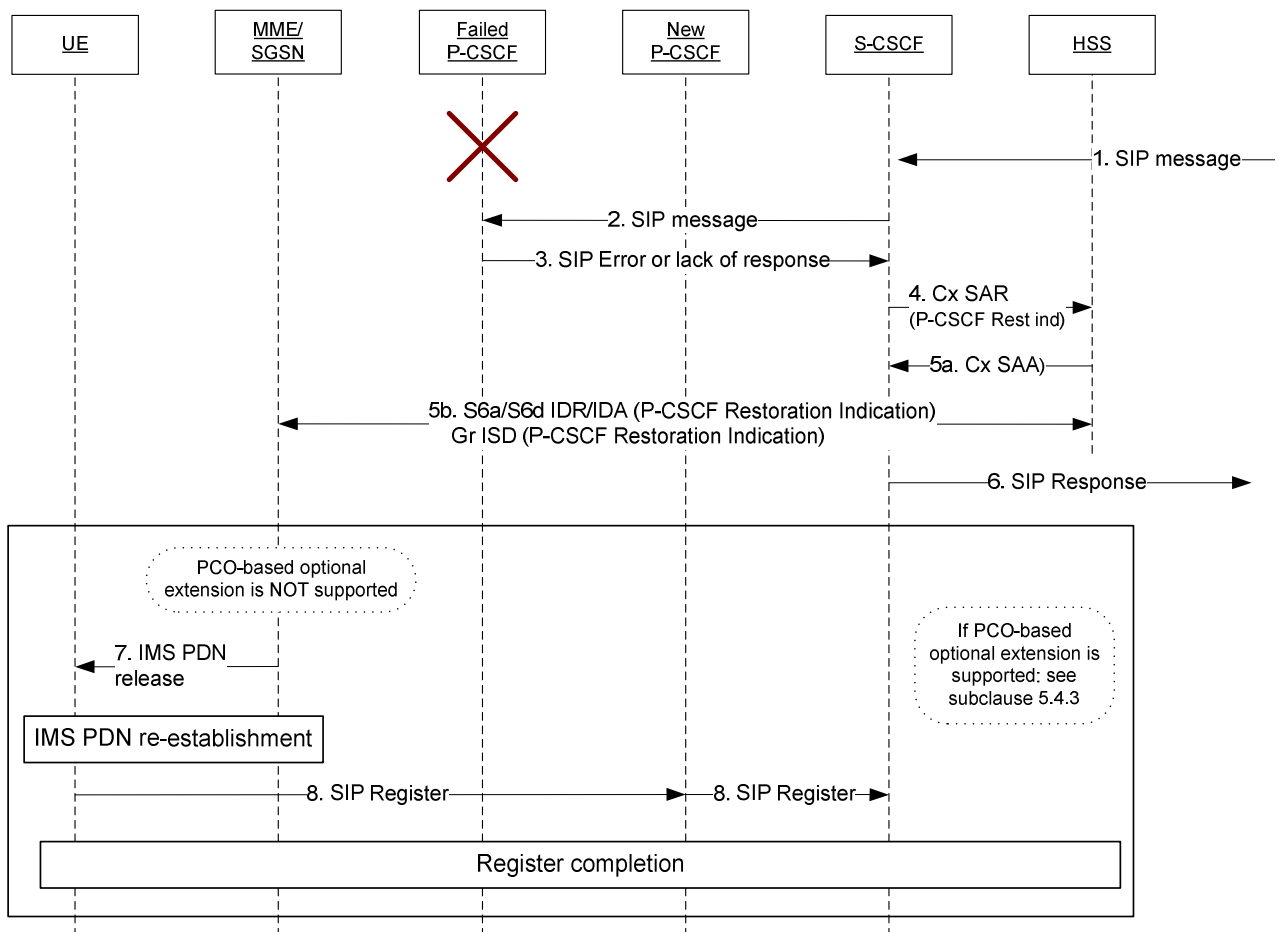 UE
MME/
SGSN
Failed
P-CSCF
New
P-CSCF
S-CSCF
HSS
1. SIP message
2. SIP message
3. SIP Error or lack of response
4. Cx SAR
(P-CSCF Rest ind)
5a. Cx SAA)
5b. S6a/S6d IDR/IDA (P-CSCF Restoration Indication)
Gr ISD (P-CSCF Restoration Indication)
6. SIP Response
PCO-based optional
extension is NOT supported
If PCO-based
optional extension is
supported: see
subclause 5.4.3
7. IMS PDN
release
IMS PDN re-establishment
8. SIP Register
8. SIP Register
Register completion